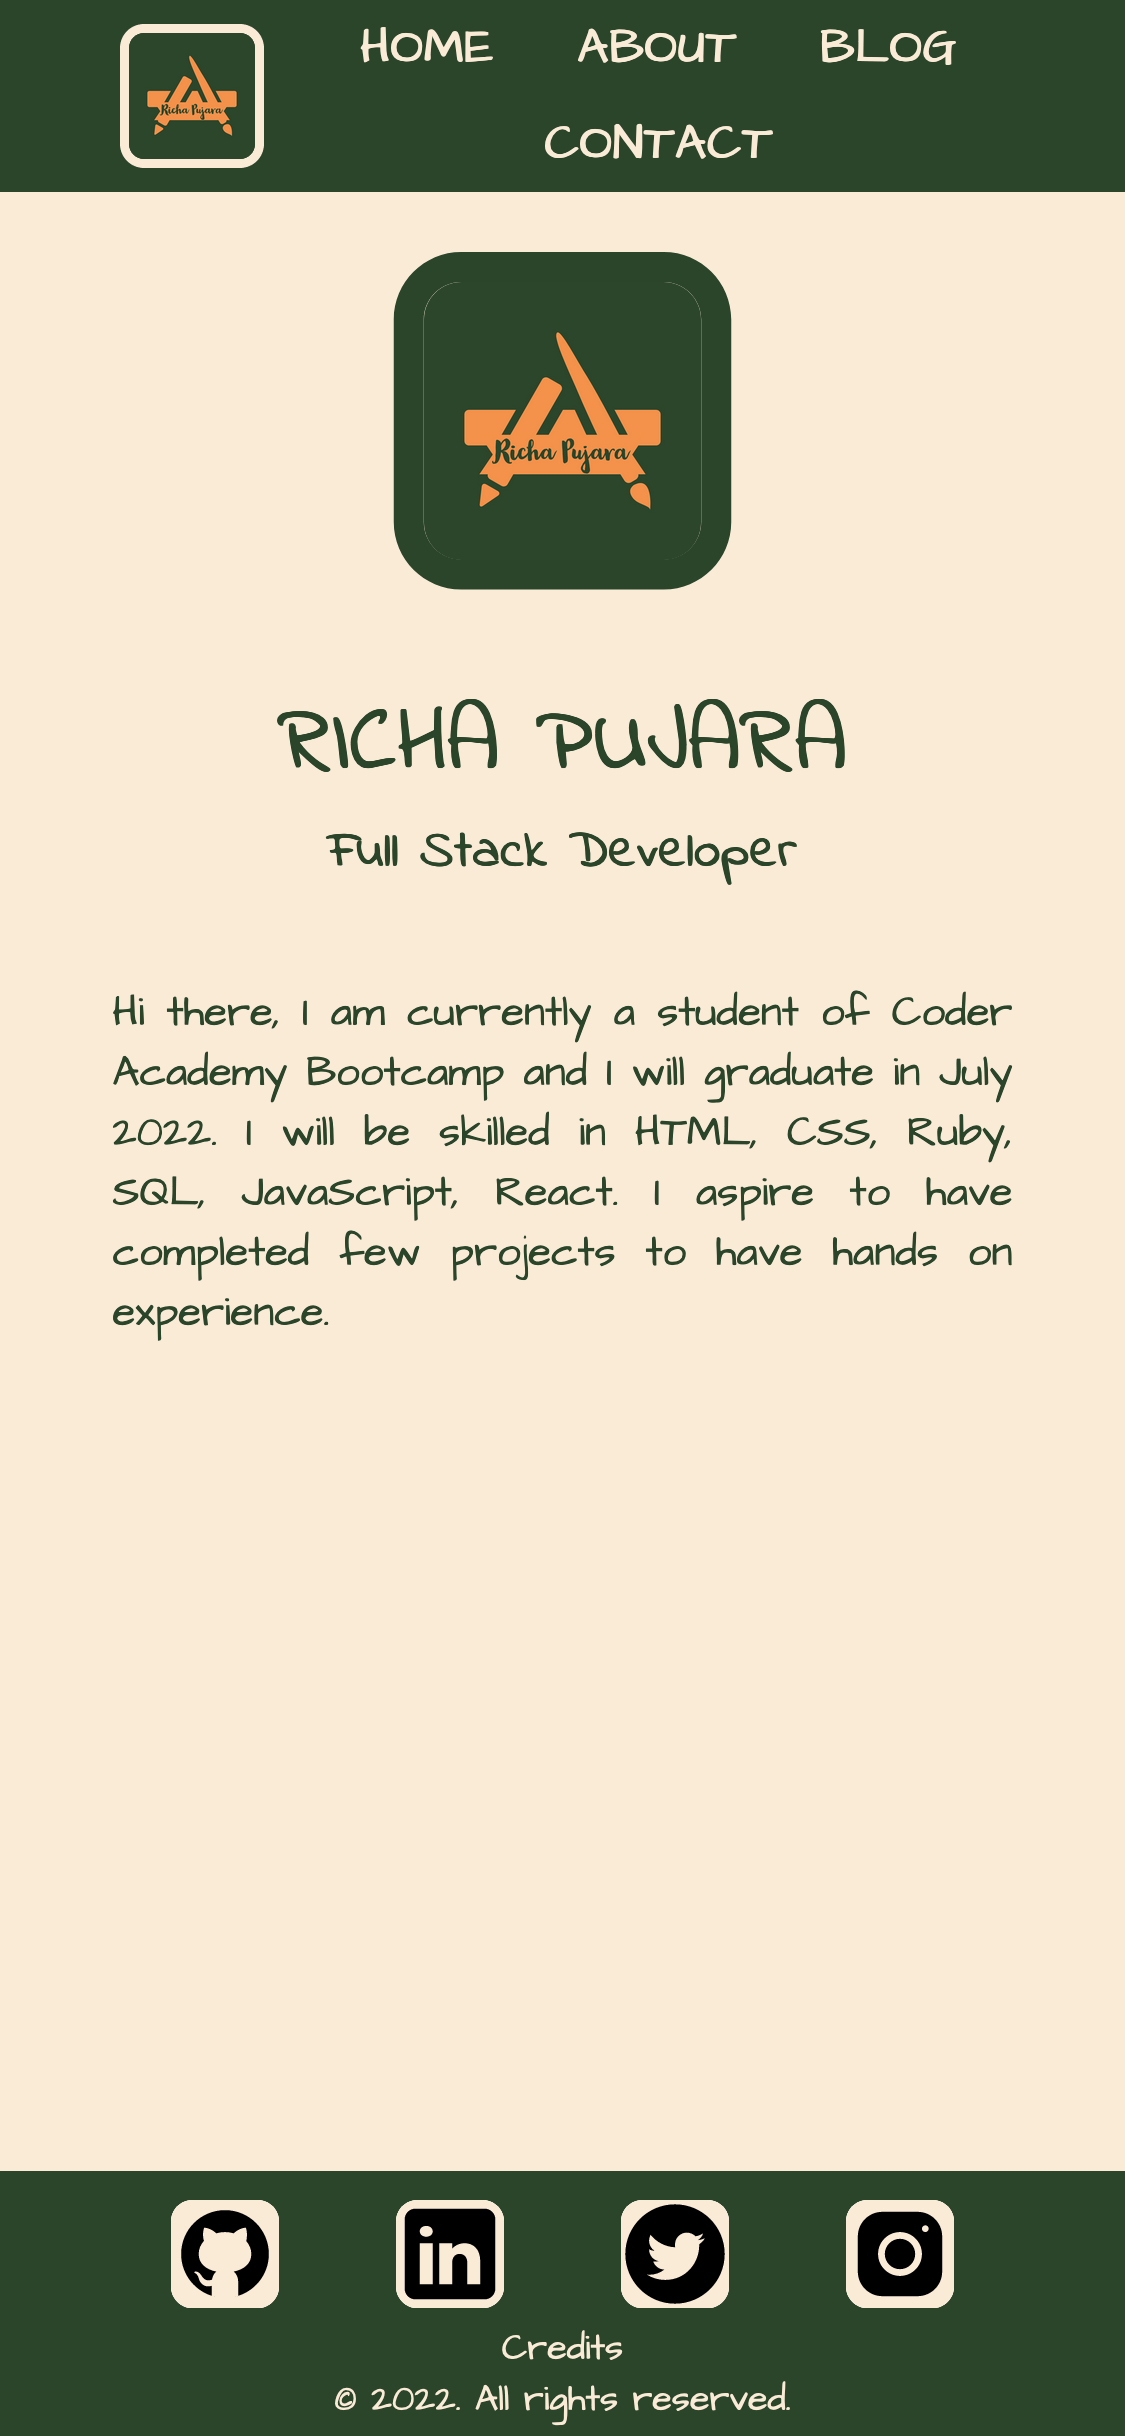 Richa Pujara
HOME ABOUT BLOG
CONTACT
Richa Pujara
RICHA PUJARA
Full Stack Developer
Hi there, I am currently a student of Coder
Academy Bootcamp and I will graduate in July
2022. I will be skilled in HTML, CSS, Ruby,
SQL, JavaScript, React. I aspire to have
completed few projects to have hands on
experience.
in
Credits
© 2022. All rights reserved.